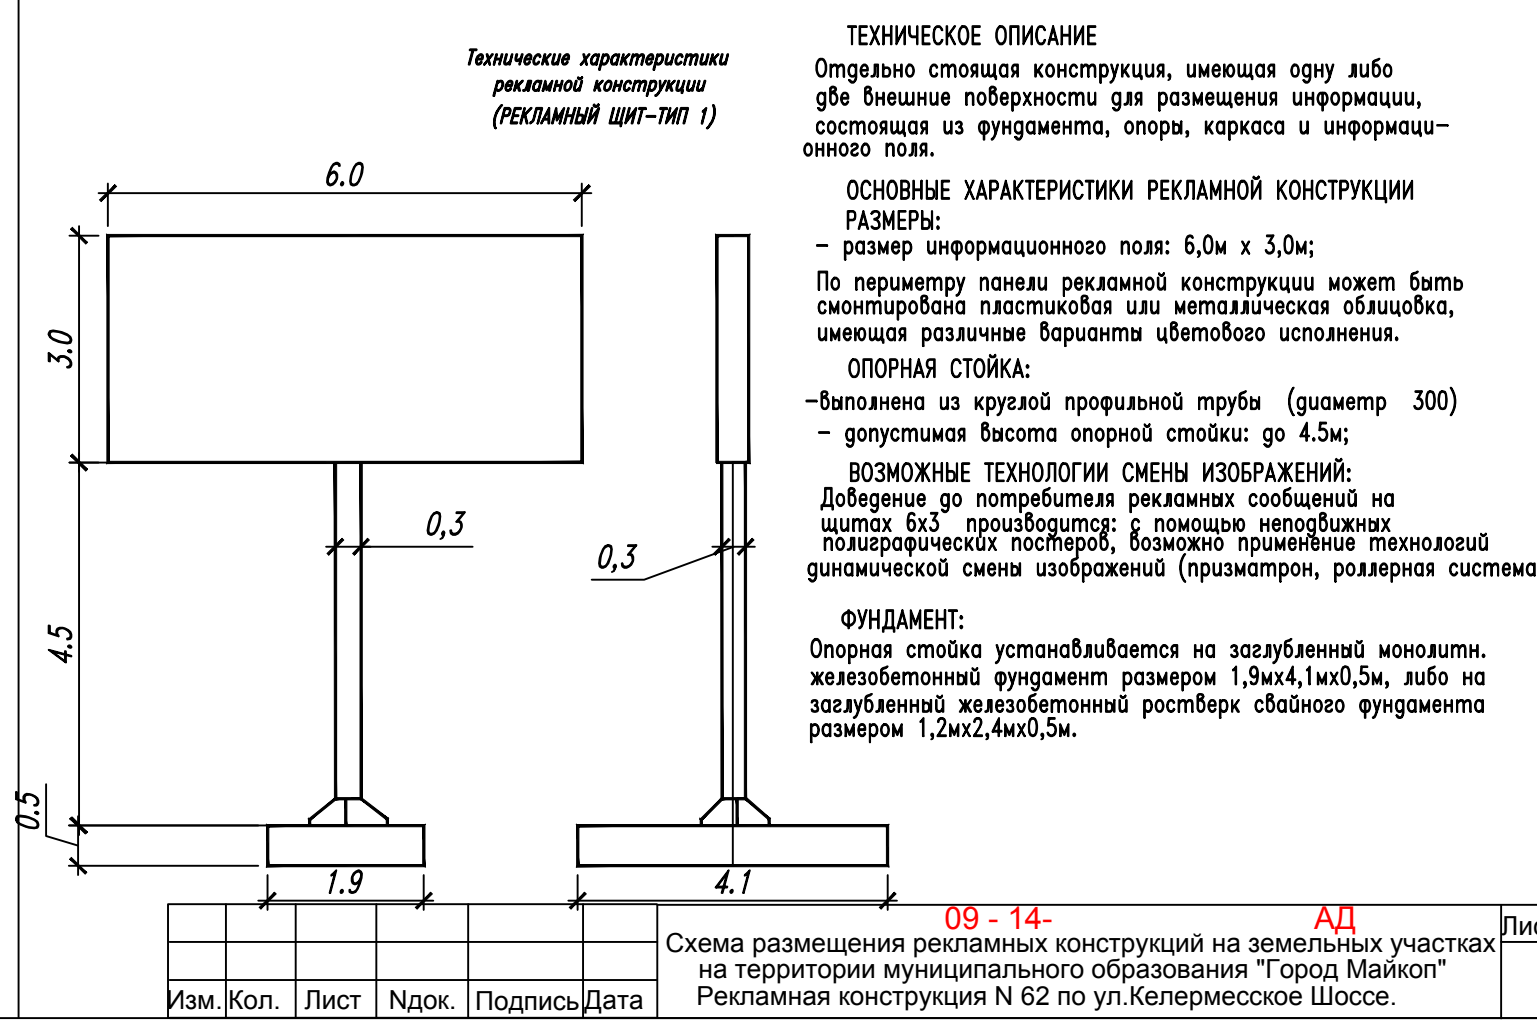 Технические характеристики
рекламной конструкции
(РЕКЛАМНЫЙ ЩИТ-ТИП 1)
6.0
3.0
4.5
0.5
0,3
0,3
1.9
4.1
ТЕХНИЧЕСКОЕ ОПИСАНИЕ
Отдельно стоящая конструкция, имеющая одну либо
две внешние поверхности для размещения информации,
состоящая из фундамента, опоры, каркаса и информаци-
онного поля.
ОСНОВНЫЕ ХАРАКТЕРИСТИКИ РЕКЛАМНОЙ КОНСТРУКЦИИ
РАЗМЕРЫ:
- размер информационного поля: 6,0м х 3,0м;
По периметру панели рекламной конструкции может быть
смонтирована пластиковая или металлическая облицовка,
имеющая различные варианты цветового исполнения.
ОПОРНАЯ СТОЙКА:
-выполнена из круглой профильной трубы (диаметр 300)
- допустимая высота опорной стойки: до 4.5м;
ВОЗМОЖНЫЕ ТЕХНОЛОГИИ СМЕНЫ ИЗОБРАЖЕНИЙ:
Доведение до потребителя рекламных сообщений на
щитах 6х3 производится: с помощью неподвижных
полиграфических постеров, возможно применение технологий
динамической смены изображений (призматрон, роллерная система
ФУНДАМЕНТ:
Опорная стойка устанавливается на заглубленный монолитн.
железобетонный фундамент размером 1,9мх4,1мх0,5м, либо на
заглубленный железобетонный ростверк свайного фундамента
размером 1,2мх2,4мх0,5м.
09 - 14- АД
Схема размещения рекламных конструкций на земельных участках
на территории муниципального образования "Город Майкоп"
Рекламная конструкция N 62 по ул.Келермесское Шоссе.
Изм. Кол. Лист Nдок. Подпись Дата
Лис